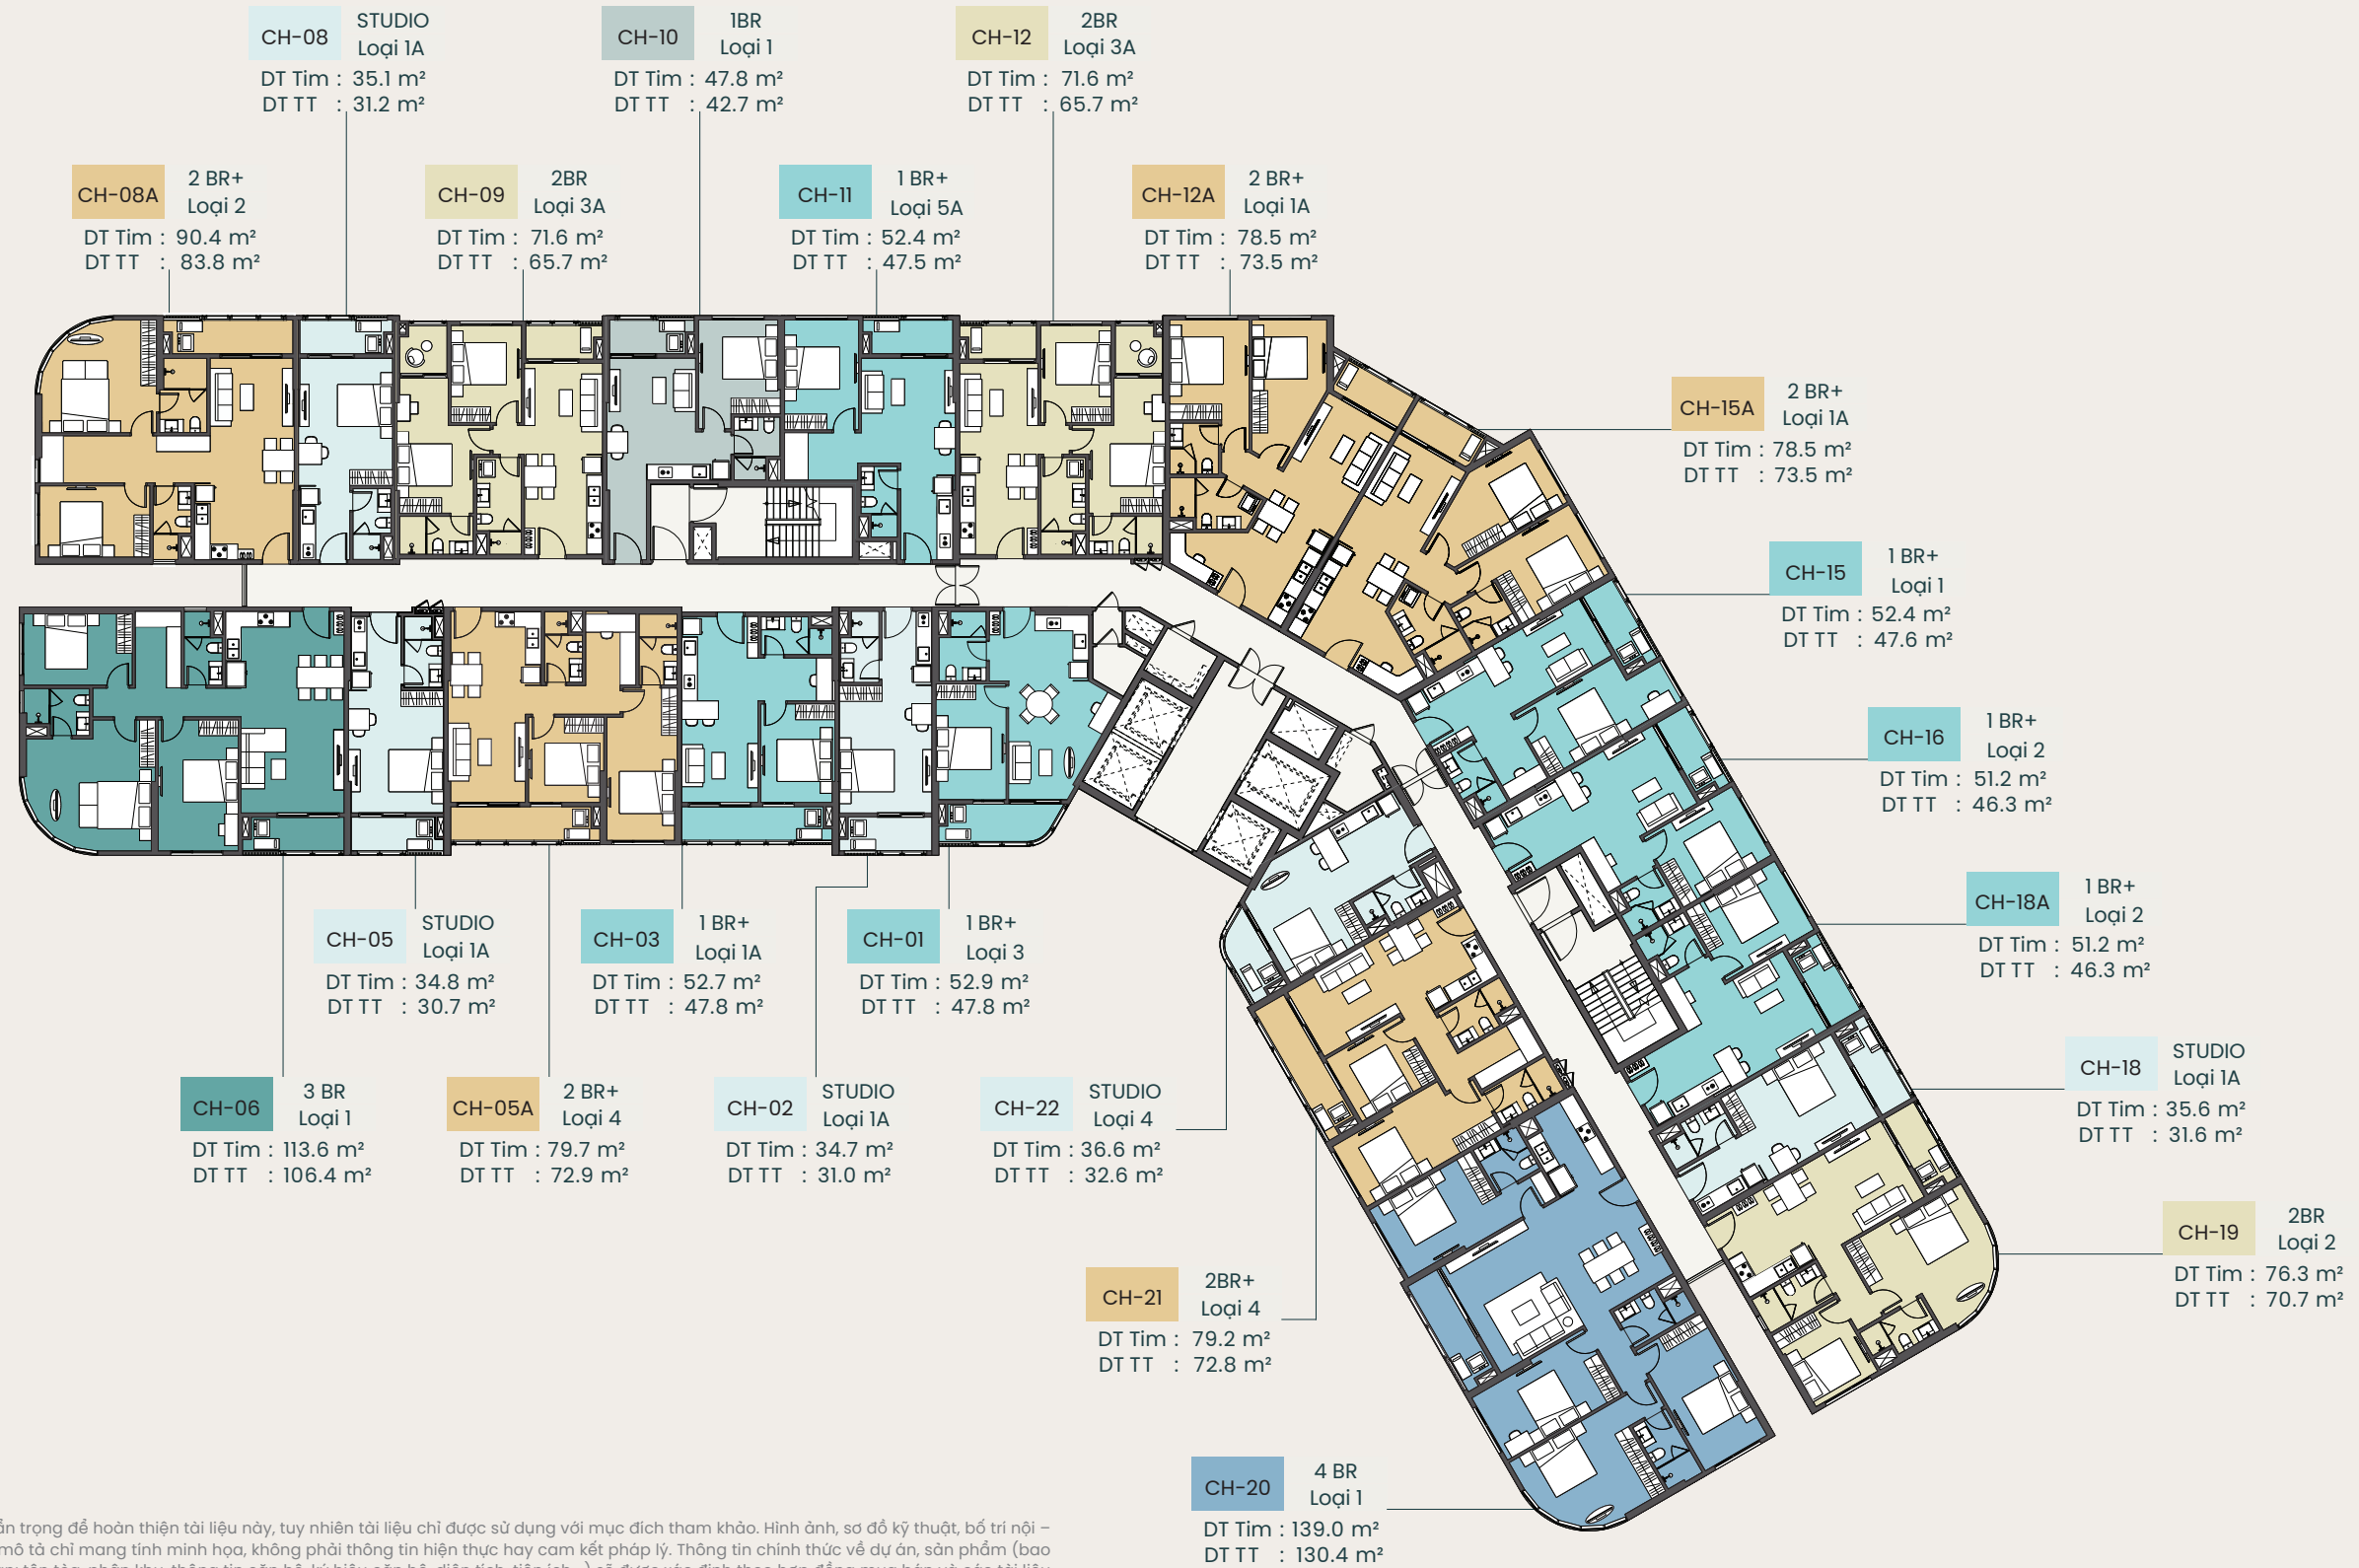 CH-08
STUDIO
Loại 1A
DT Tim : 35.1 m²
DT TT : 31.2 m²
CH-10
1BR
Loại 1
DT Tim : 47.8 m²
DT TT : 42.7 m²
CH-12
2BR
Loại 3A
DT Tim : 71.6 m²
DT TT : 65.7 m²
CH-08A
2 BR+
Loại 2
DT Tim : 90.4 m²
DT TT : 83.8 m²
CH-09
2BR
Loại 3A
DT Tim : 71.6 m²
DT TT : 65.7 m²
CH-11
1 BR+
Loại 5A
DT Tim : 52.4 m²
DT TT : 47.5 m²
CH-12A
2 BR+
Loại 1A
DT Tim : 78.5 m²
DT TT : 73.5 m²
CH-15A
2 BR+
Loại 1A
DT Tim : 78.5 m²
DT TT : 73.5 m²
CH-15
1 BR+
Loại 1
DT Tim : 52.4 m²
DT TT : 47.6 m²
CH-16
1 BR+
Loại 2
DT Tim : 51.2 m²
DT TT : 46.3 m²
CH-18A
1 BR+
Loại 2
DT Tim : 51.2 m²
DT TT : 46.3 m²
CH-05
STUDIO
Loại 1A
DT Tim : 34.8 m²
DT TT : 30.7 m²
CH-03
1 BR+
Loại 1A
DT Tim : 52.7 m²
DT TT : 47.8 m²
CH-01
1 BR+
Loại 3
DT Tim : 52.9 m²
DT TT : 47.8 m²
CH-18
STUDIO
Loại 1A
DT Tim : 35.6 m²
DT TT : 31.6 m²
CH-06
3 BR
Loại 1
DT Tim : 113.6 m²
DT TT : 106.4 m²
CH-05A
2 BR+
Loại 4
DT Tim : 79.7 m²
DT TT : 72.9 m²
CH-02
STUDIO
Loại 1A
DT Tim : 34.7 m²
DT TT : 31.0 m²
CH-22
STUDIO
Loại 4
DT Tim : 36.6 m²
DT TT : 32.6 m²
CH-19
2BR
Loại 2
DT Tim : 76.3 m²
DT TT : 70.7 m²
CH-21
2BR+
Loại 4
DT Tim : 79.2 m²
DT TT : 72.8 m²
CH-20
4 BR
Loại 1
DT Tim : 139.0 m²
DT TT : 130.4 m²
trọng để hoàn thiện tài liệu này, tuy nhiên tài liệu chỉ được sử dụng với mục đích tham khảo. Hình ảnh, sơ đồ kỹ thuật, bố trí nội –
mô tả chỉ mang tính minh họa, không phải thông tin hiện thực hay cam kết pháp lý. Thông tin chính thức về dự án, sản phẩm (bao